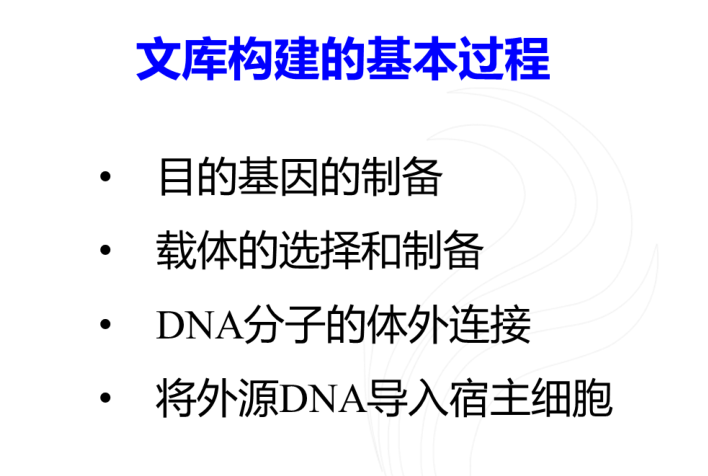 文库构建的基本过程
• 目的基因的制备
• 载体的选择和制备
• DNA分子的体外连接
• 将外源DNA导入宿主细胞